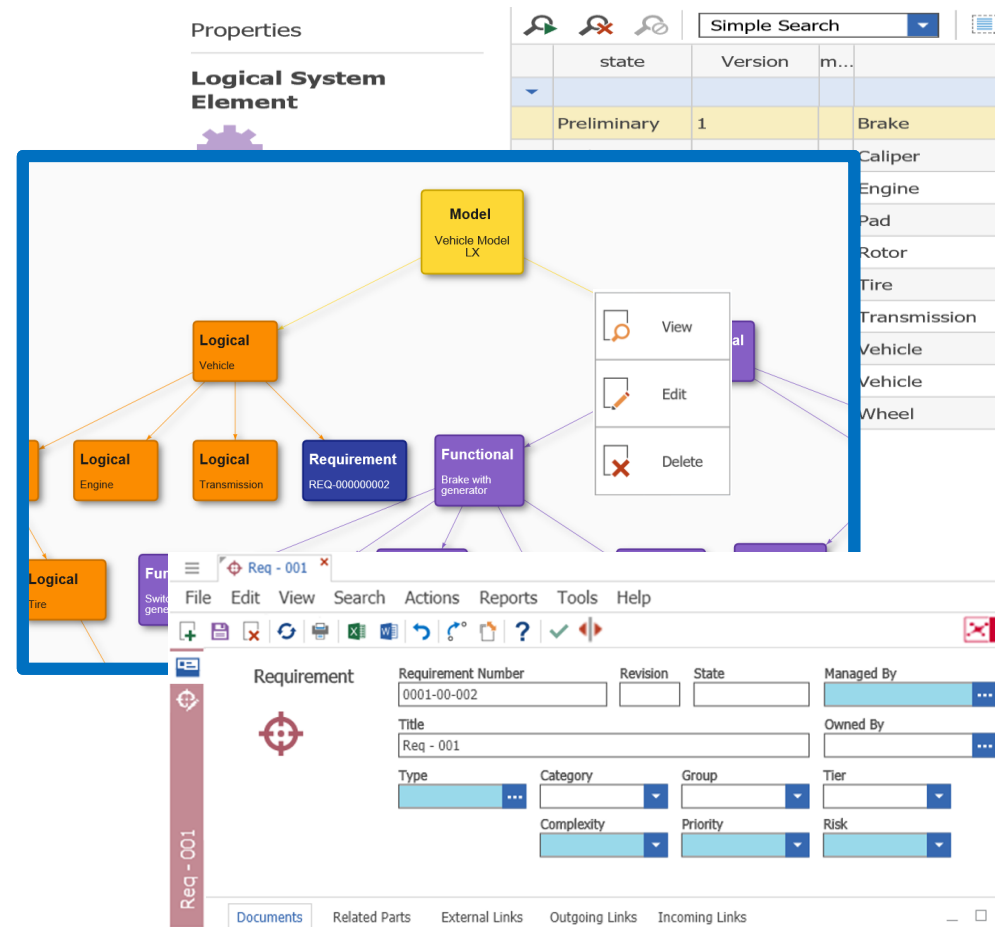 Properties
Logical System
Element
Simple Search
state Version m...
Preliminary 1 Brake
Caliper
Engine
Pad
Rotor
Tire
Transmission
Vehicle
Vehicle
Wheel
Model
Vehicle Model
LX
View
Edit
Delete
Logical
Vehicle
al
Logical
Engine
Logical
Transmission
Requirement
REQ-000000002
Functional
Brake with
generator
Logical
Tire
Fur
Switc
gene
Req - 001
File Edit View Search Actions Reports Tools Help
Requirement
Requirement Number Revision State Managed By
0001-00-002
Title Owned By
Req - 001
Type Category Group Tier
Complexity Priority Risk
Req - 001
Documents Related Parts External Links Outgoing Links Incoming Links